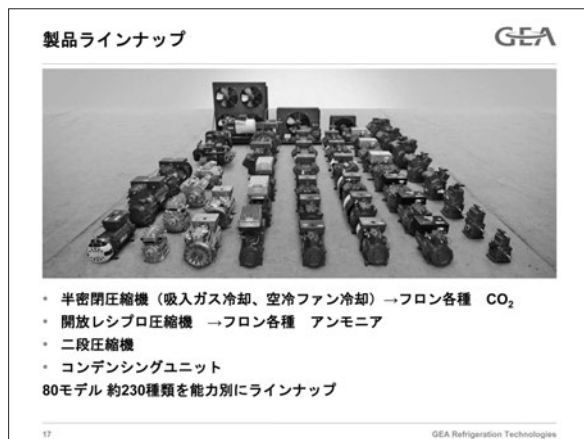 製品ラインナップ
GEA
• 半密閉圧縮機（吸入ガス冷却、空冷ファン冷却）→フロン各種　CO₂
• 開放レシプロ圧縮機　→フロン各種　アンモニア
• 二段圧縮機
• コンデンシングユニット
80モデル 約230種類を能力別にラインナップ
17
GEA Refrigeration Technologies